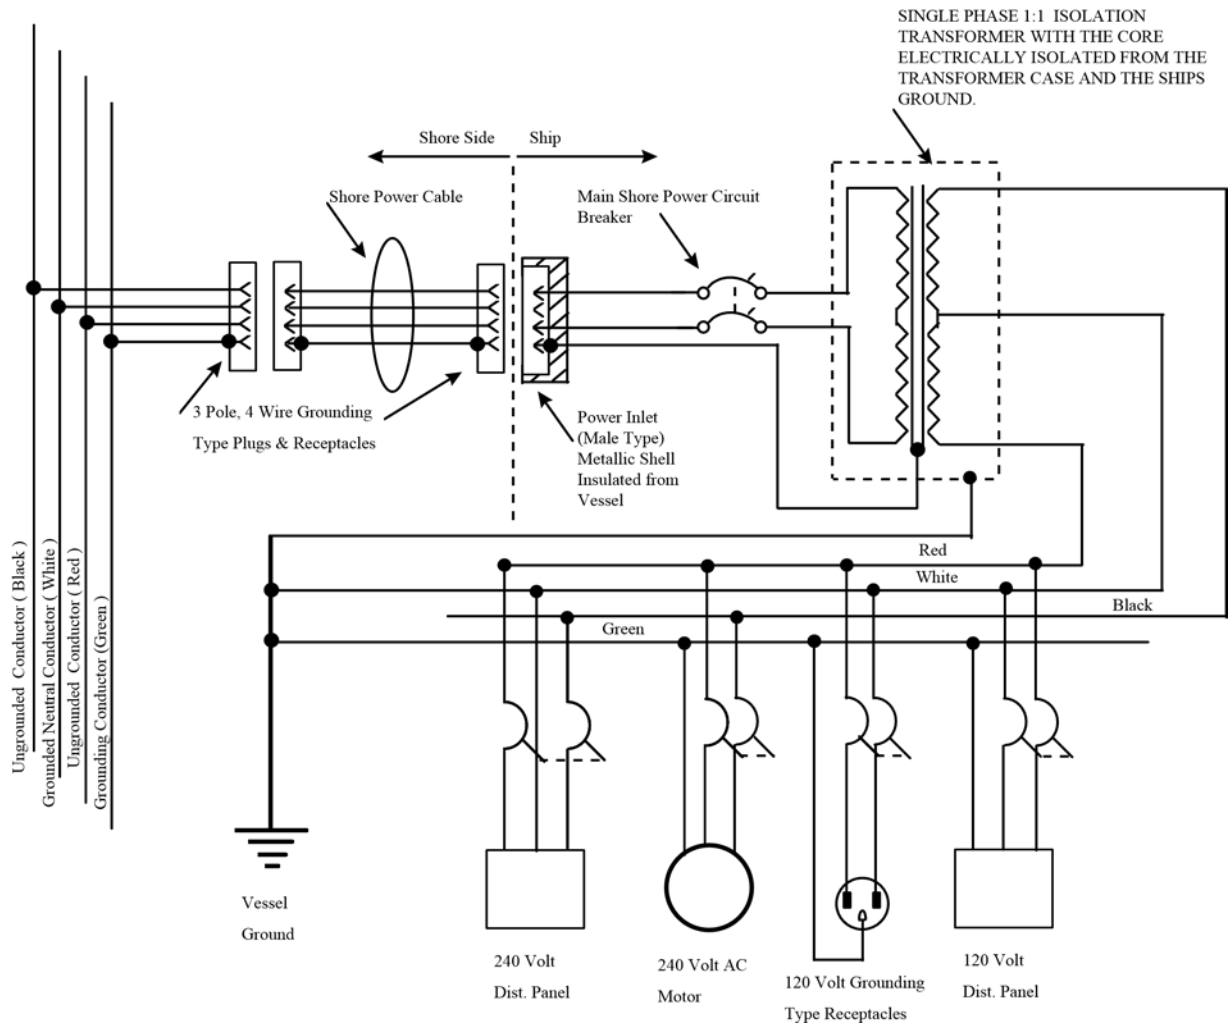 SINGLE PHASE 1:1 ISOLATION
TRANSFORMER WITH THE CORE
ELECTRICALLY ISOLATED FROM THE
TRANSFORMER CASE AND THE SHIPS
GROUND.
Shore Side
Ship
Shore Power Cable
Main Shore Power Circuit
Breaker
3 Pole, 4 Wire Grounding
Type Plugs & Receptacles
Power Inlet
(Male Type)
Metallic Shell
Insulated from
Vessel
Ungrounded Conductor ( Black )
Grounded Neutral Conductor ( White )
Ungrounded Conductor ( Red )
Grounding Conductor (Green )
Red
White
Black
Green
Vessel
Ground
240 Volt
Dist. Panel
240 Volt AC
Motor
120 Volt Grounding
Type Receptacles
120 Volt
Dist. Panel